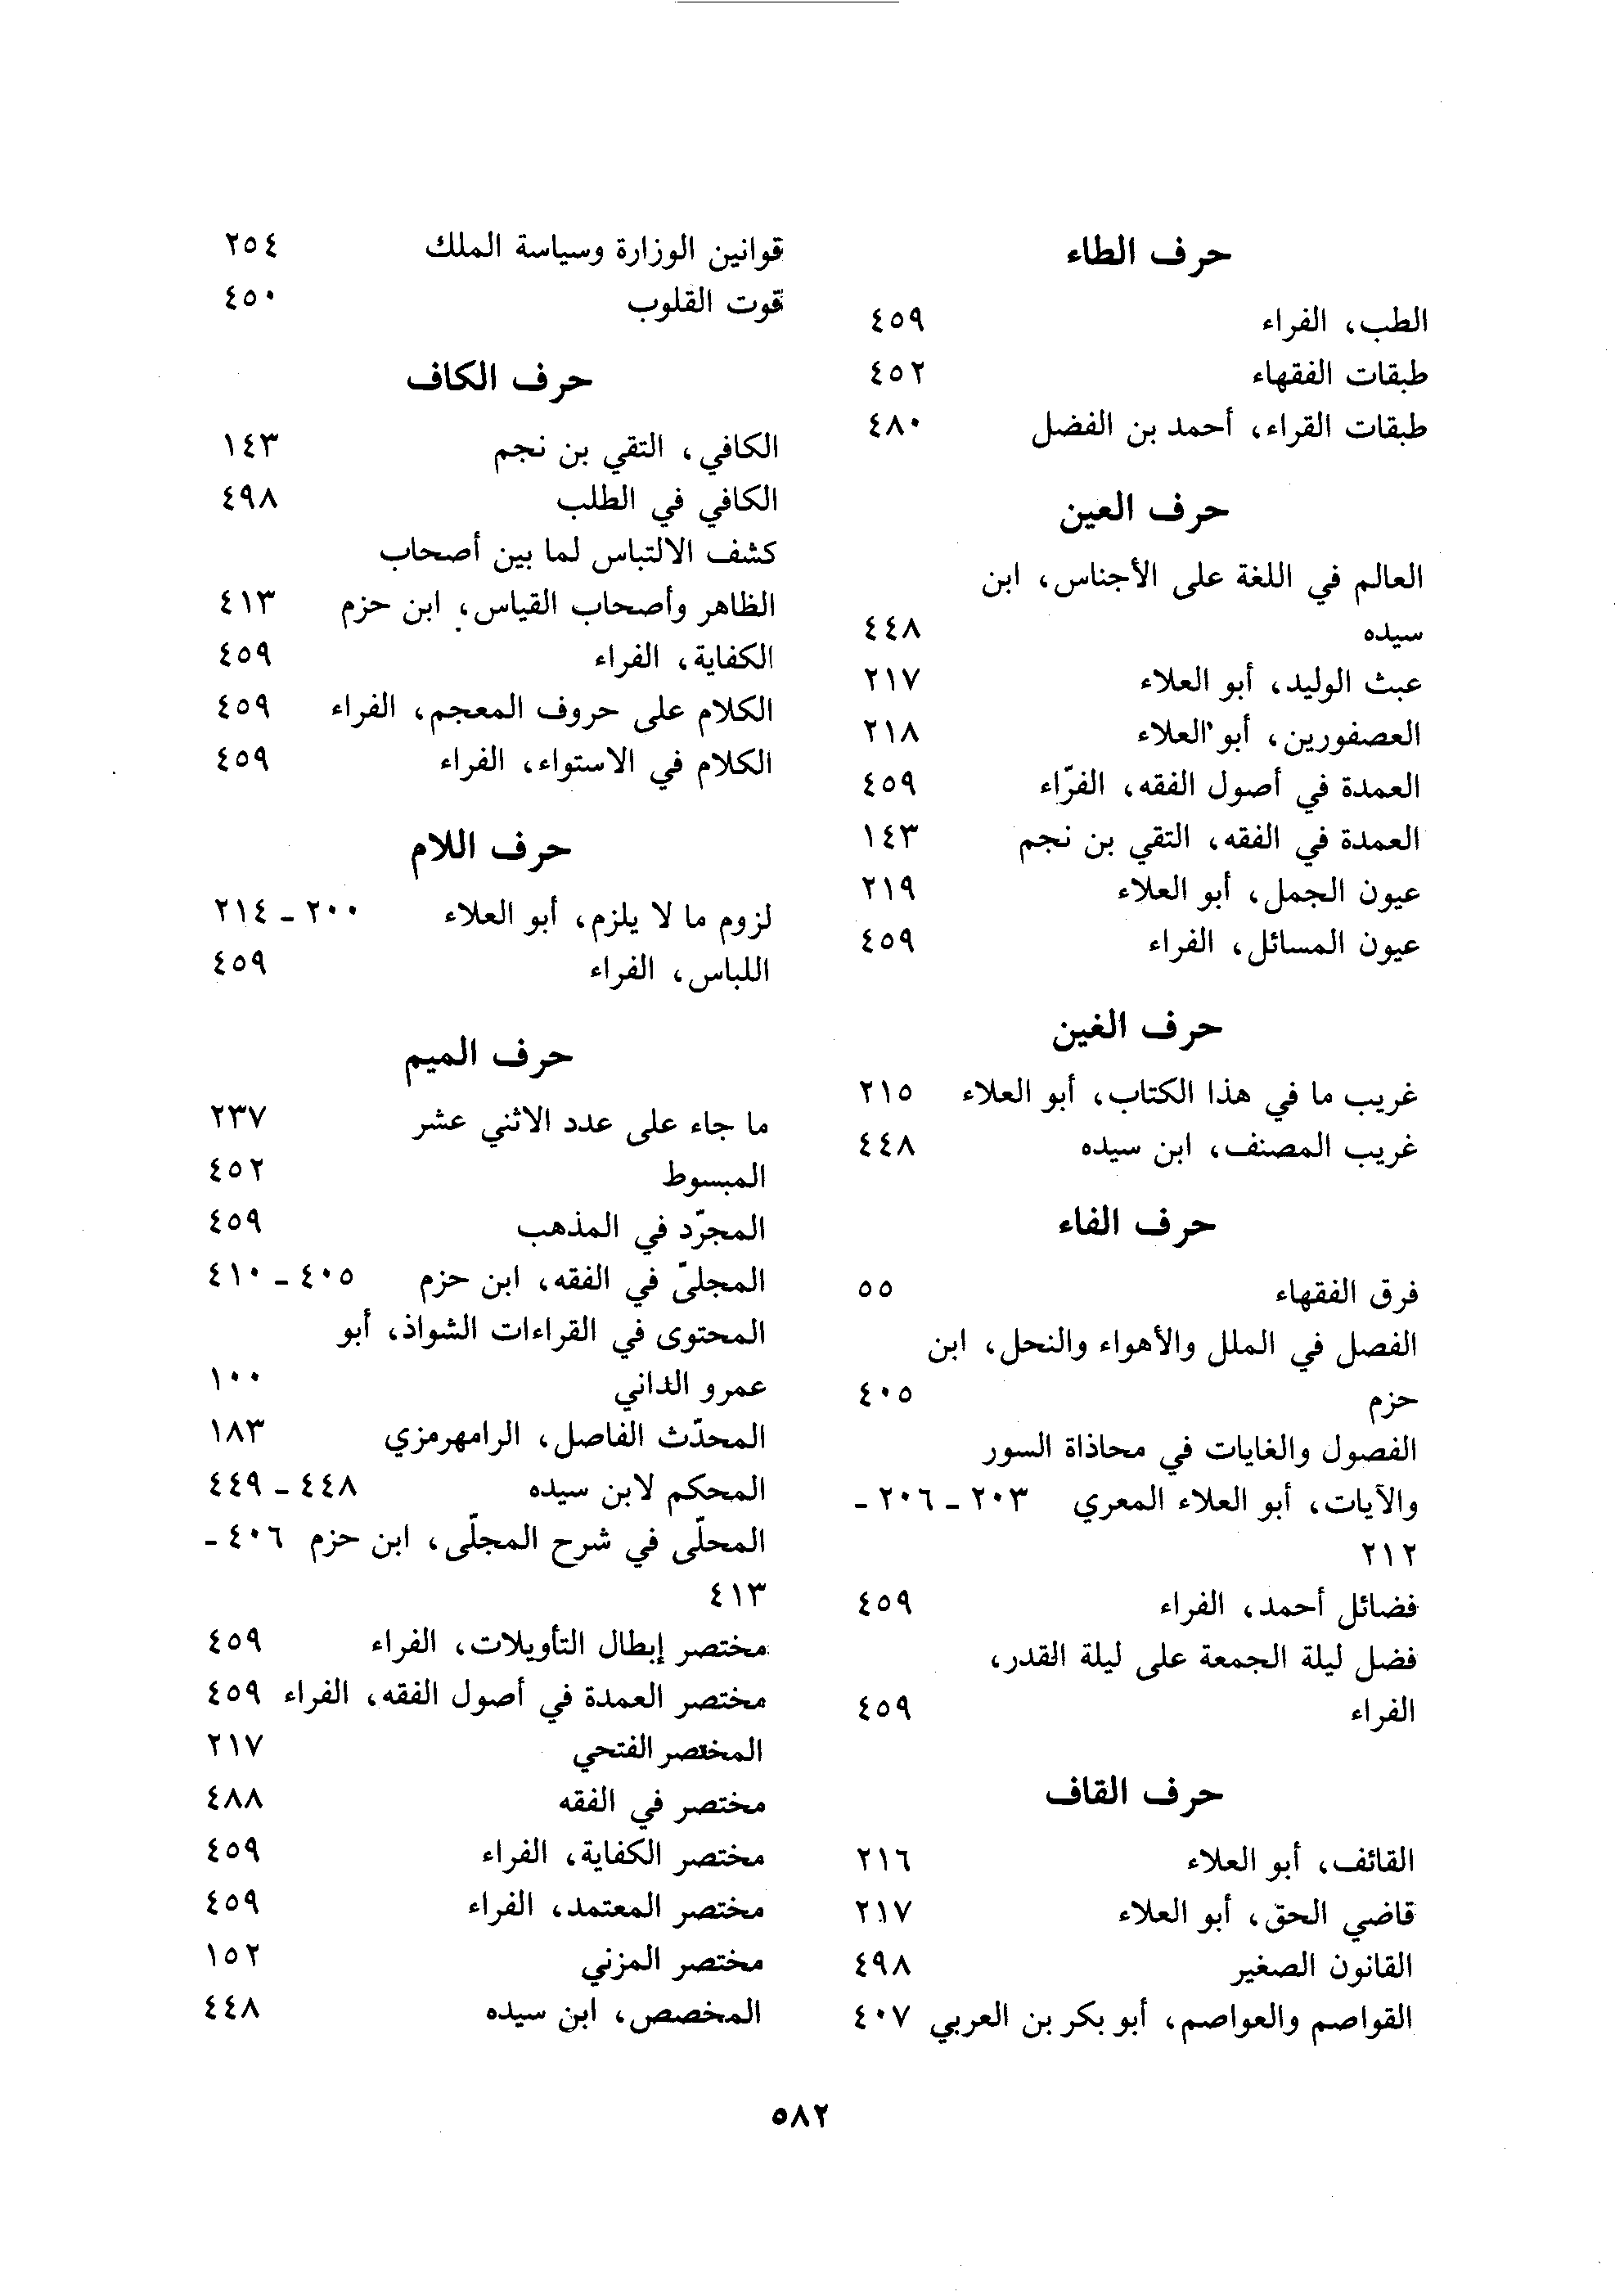 حرف الطاء
الطب، الفراء ٤٥٩
طبقات الفقهاء ٤٥٢
طبقات القراء، أحمد بن الفضل ٤٨٠
حرف العين
العالم في اللغة على الأجناس، ابن
سيده ٤٤٨
عبث الوليد، أبو العلاء ٢١٧
العصفورين، أبو العلاء ٢١٨
العمدة في أصول الفقه، الفرّاء ٤٥٩
العمدة في الفقه، التقي بن نجم ١٤٣
عيون الجمل، أبو العلاء ٢١٩
عيون المسائل، الفراء ٤٥٩
حرف الغين
غريب ما في هذا الكتاب، أبو العلاء ٢١٥
غريب المصنف، ابن سيده ٤٤٨
حرف الفاء
فرق الفقهاء ٥٥
الفصل في الملل والأهواء والنحل، ابن
حزم ٤٠٥
الفصول والغايات في محاذاة السور
والآيات، أبو العلاء المعري ٢٠٣ - ٢٠٦ -
٢١٢
فضائل أحمد، الفراء ٤٥٩
فضل ليلة الجمعة على ليلة القدر،
الفراء ٤٥٩
حرف القاف
القائف، أبو العلاء ٢١٦
قاضي الحق، أبو العلاء ٢١٧
القانون الصغير ٤٩٨
القواصم والعواصم، أبو بكر بن العربي ٤٠٧
قوانين الوزارة وسياسة الملك ٢٥٤
قوت القلوب ٤٥٠
حرف الكاف
الكافي، التقي بن نجم ١٤٣
الكافي في الطلب ٤٩٨
كشف الالتباس لما بين أصحاب
الظاهر وأصحاب القياس، ابن حزم ٤١٣
الكفاية، الفراء ٤٥٩
الكلام على حروف المعجم، الفراء ٤٥٩
الكلام في الاستواء، الفراء ٤٥٩
حرف اللام
لزوم ما لا يلزم، أبو العلاء ٢٠٠ - ٢١٤
اللباس، الفراء ٤٥٩
حرف الميم
ما جاء على عدد الاثني عشر ٢٣٧
المبسوط ٤٥٢
المجرّد في المذهب ٤٥٩
المجلىّ في الفقه، ابن حزم ٤٠٥ - ٤١٠
المحتوى في القراءات الشواذ، أبو
عمرو الداني ١٠٠
المحدّث الفاصل، الرامهرمزي ١٨٣
المحكم لابن سيده ٤٤٨ - ٤٤٩
المحلّى في شرح المجلّى، ابن حزم ٤٠٦ -
٤١٣
مختصر إبطال التأويلات، الفراء ٤٥٩
مختصر العمدة في أصول الفقه، الفراء ٤٥٩
المختصر الفتحي ٢١٧
مختصر في الفقه ٤٨٨
مختصر الكفاية، الفراء ٤٥٩
مختصر المعتمد، الفراء ٤٥٩
مختصر المزني ١٥٢
المخصص، ابن سيده ٤٤٨
٥٨٢